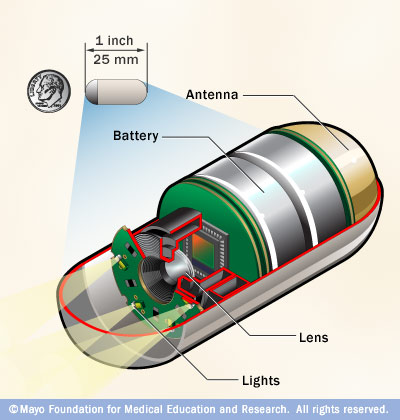 1 inch
25 mm
Antenna
Battery
Lens
Lights
©Mayo Foundation for Medical Education and Research. All rights reserved.